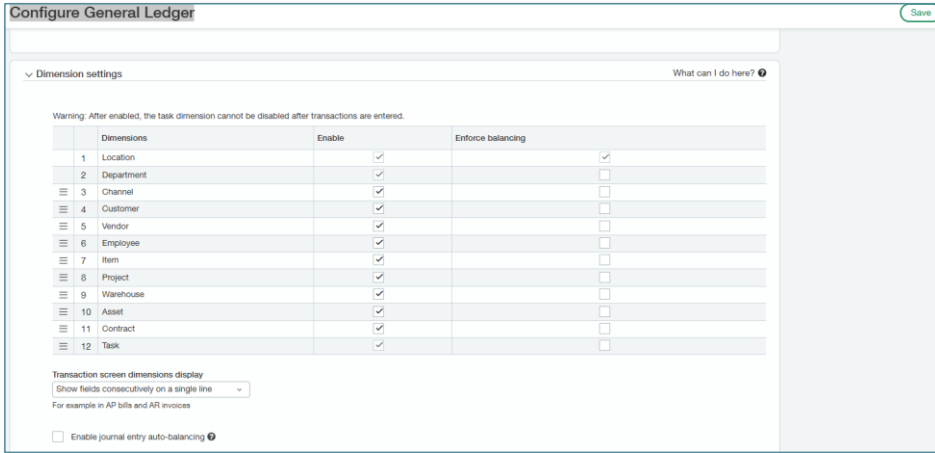 Configure General Ledger Save
Dimension settings What can I do here?
Warning: After enabled, the task dimension cannot be disabled after transactions are entered.
Dimensions Enable Enforce balancing
1 Location
2 Department
3 Channel
4 Customer
5 Vendor
6 Employee
7 Item
8 Project
9 Warehouse
10 Asset
11 Contract
12 Task
Transaction screen dimensions display
Show fields consecutively on a single line
For example in AP bills and AR invoices
Enable journal entry auto-balancing